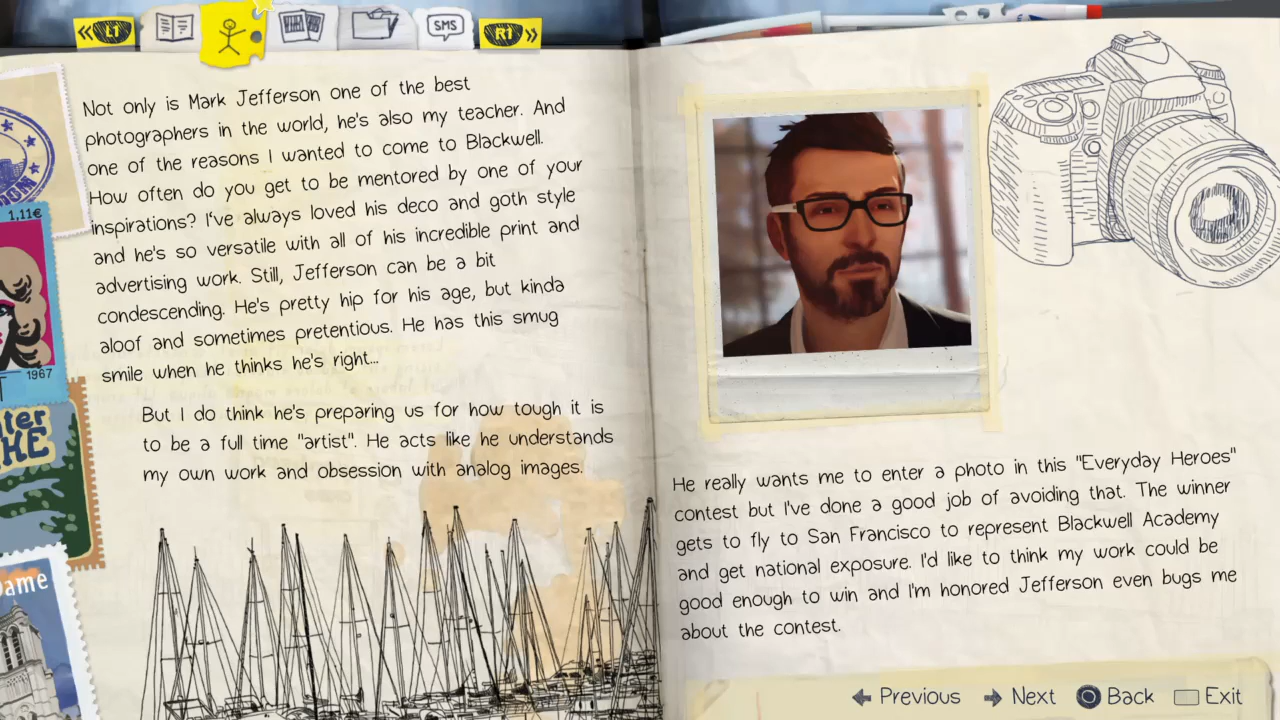 L1
SMS
R1
Not only is Mark Jefferson one of the best
photographers in the world, he's also my teacher. And
one of the reasons I wanted to come to Blackwell.
How often do you get to be mentored by one of your
inspirations? I've always loved his deco and goth style
and he's so versatile with all of his incredible print and
advertising work. Still, Jefferson can be a bit
condescending. He's pretty hip for his age, but kinda
aloof and sometimes pretentious. He has this smug
smile when he thinks he's right...
But I do think he's preparing us for how tough it is
to be a full time "artist". He acts like he understands
my own work and obsession with analog images.
1,11€
1967
He really wants me to enter a photo in this "Everyday Heroes"
contest but I've done a good job of avoiding that. The winner
gets to fly to San Francisco to represent Blackwell Academy
and get national exposure. I'd like to think my work could be
good enough to win and I'm honored Jefferson even bugs me
about the contest.
Previous Next Back Exit